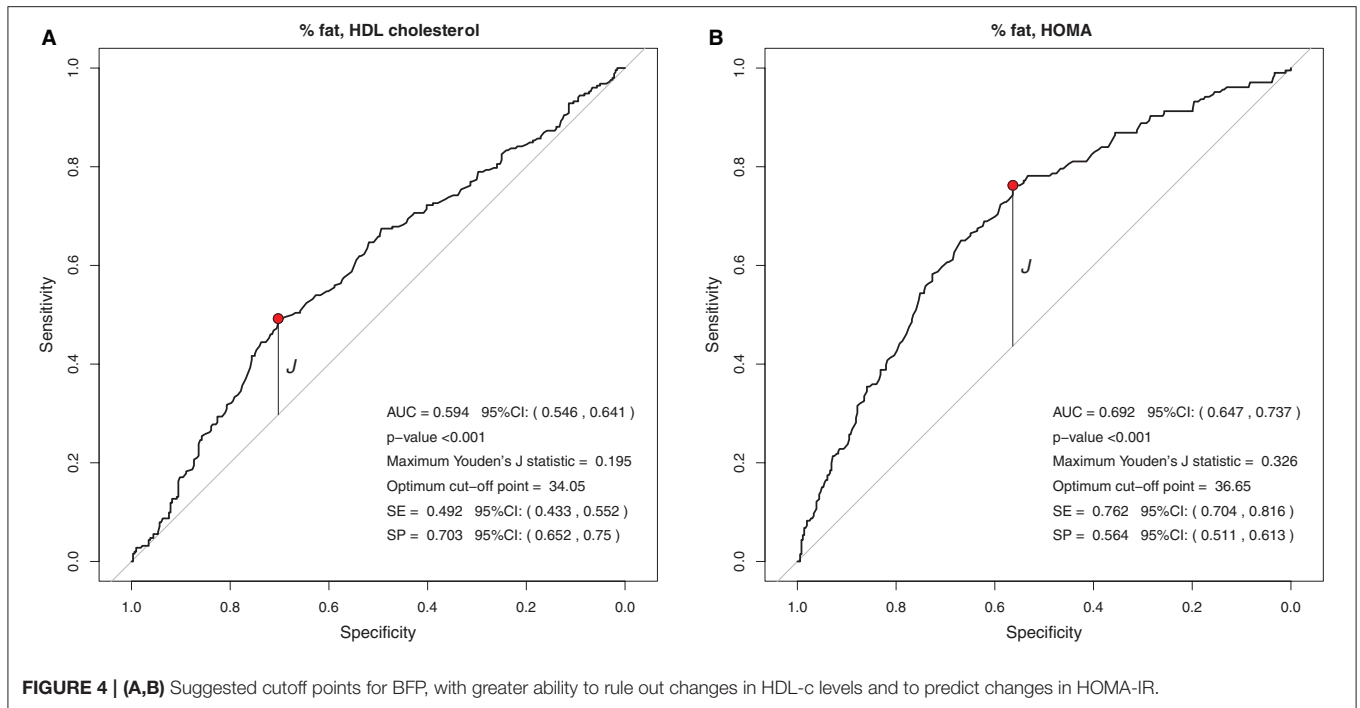 A
% fat, HDL cholesterol
1.0
0.8
0.6
0.4
0.2
0.0
Sensitivity
J
AUC = 0.594 95%CI: ( 0.546 , 0.641 )
p−value <0.001
Maximum Youden's J statistic = 0.195
Optimum cut−off point = 34.05
SE = 0.492 95%CI: ( 0.433 , 0.552 )
SP = 0.703 95%CI: ( 0.652 , 0.75 )
1.0 0.8 0.6 0.4 0.2 0.0
Specificity
B
% fat, HOMA
1.0
0.8
0.6
0.4
0.2
0.0
Sensitivity
J
AUC = 0.692 95%CI: ( 0.647 , 0.737 )
p−value <0.001
Maximum Youden's J statistic = 0.326
Optimum cut−off point = 36.65
SE = 0.762 95%CI: ( 0.704 , 0.816 )
SP = 0.564 95%CI: ( 0.511 , 0.613 )
1.0 0.8 0.6 0.4 0.2 0.0
Specificity
FIGURE 4 | (A,B) Suggested cutoff points for BFP, with greater ability to rule out changes in HDL-c levels and to predict changes in HOMA-IR.